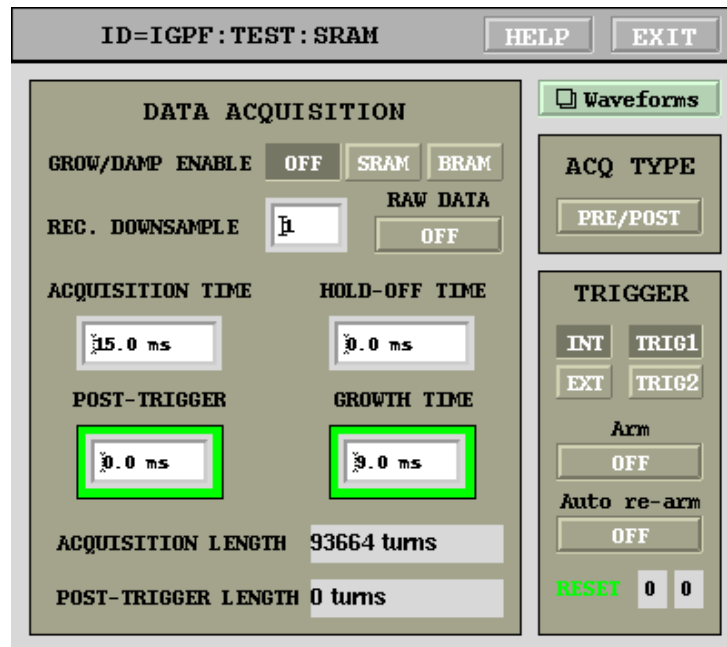 ID=IGPF:TEST:SRAM HELP EXIT
DATA ACQUISITION
GROW/DAMP ENABLE OFF SRAM BRAM
REC. DOWNSAMPLE 1
RAW DATA
OFF
ACQUISITION TIME HOLD-OFF TIME
15.0 ms 0.0 ms
POST-TRIGGER GROWTH TIME
0.0 ms 9.0 ms
ACQUISITION LENGTH 93664 turns
POST-TRIGGER LENGTH 0 turns
Waveforms
ACQ TYPE
PRE/POST
TRIGGER
INT TRIG1
EXT TRIG2
Arm
OFF
Auto re-arm
OFF
RESET 0 0